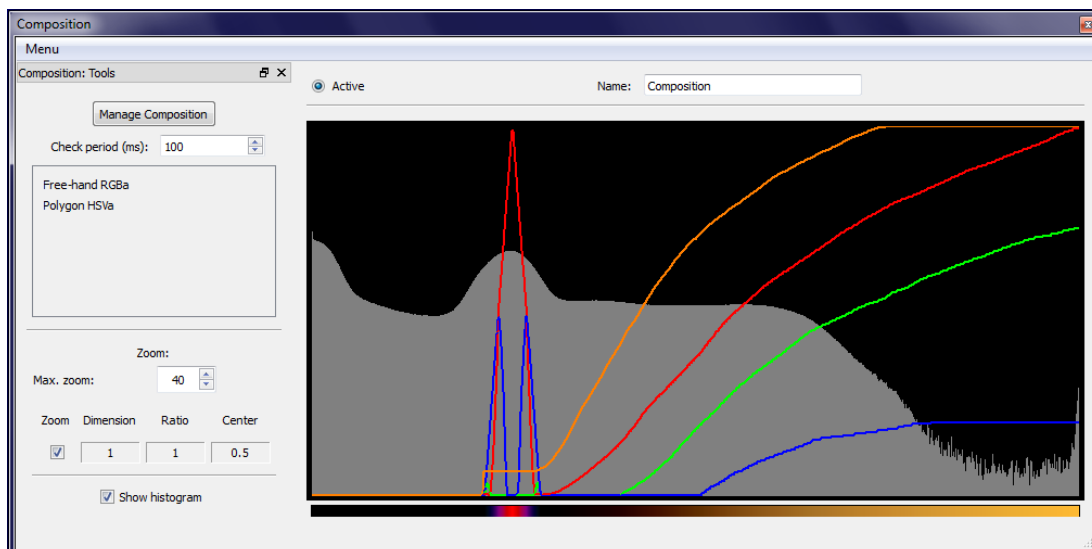 Composition
Menu
Composition: Tools
Manage Composition
Check period (ms): 100
Free-hand RGBa
Polygon HSVa
Zoom:
Max. zoom: 40
Zoom Dimension Ratio Center
1 1 0.5
Show histogram
Active Name: Composition